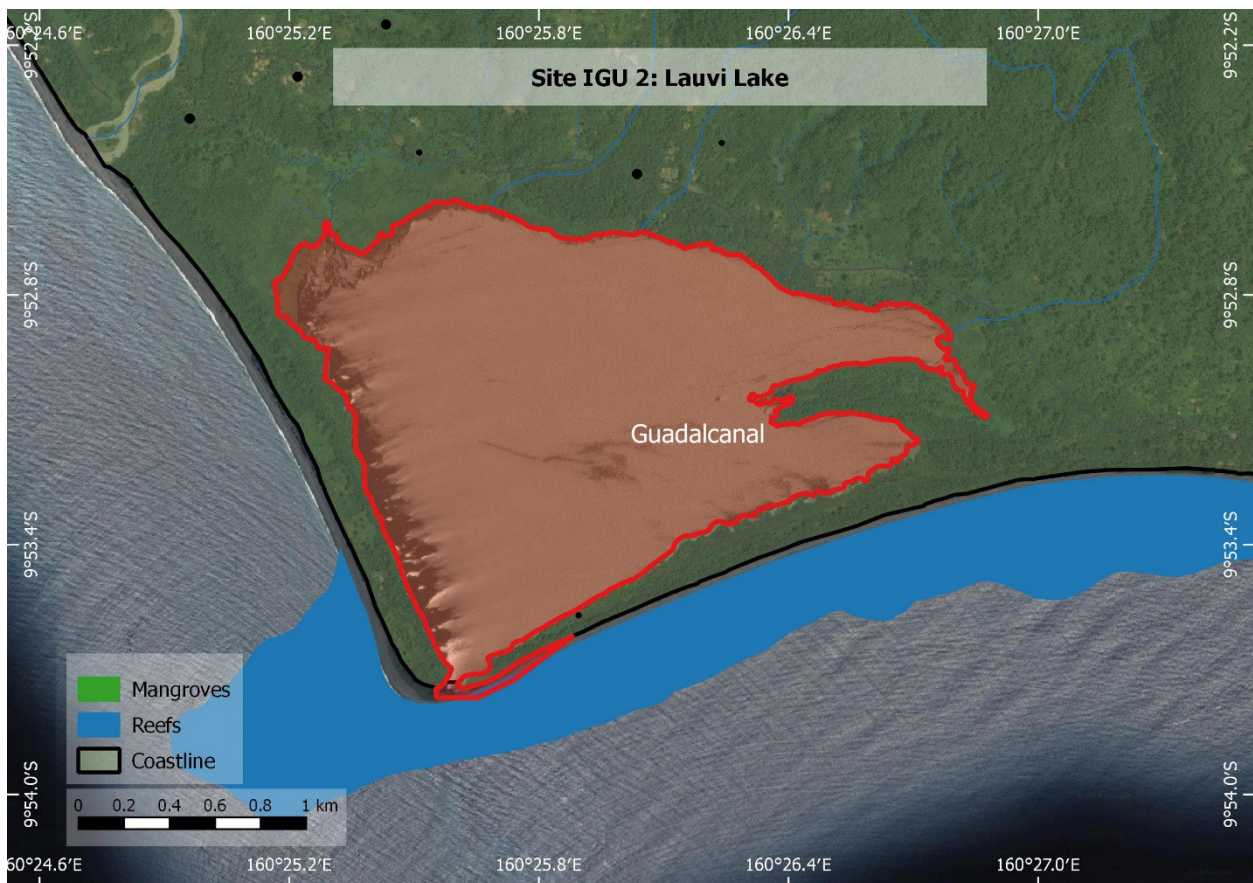 60°24.6′E 160°25.2′E 160°25.8′E 160°26.4′E 160°27.0′E
9°52.2′S 9°52.2′S
Site IGU 2: Lauvi Lake
9°52.8′S 9°52.8′S
Guadalcanal
9°53.4′S 9°53.4′S
Mangroves
Reefs
Coastline
9°54.0′S 9°54.0′S
0 0.2 0.4 0.6 0.8 1 km
60°24.6′E 160°25.2′E 160°25.8′E 160°26.4′E 160°27.0′E